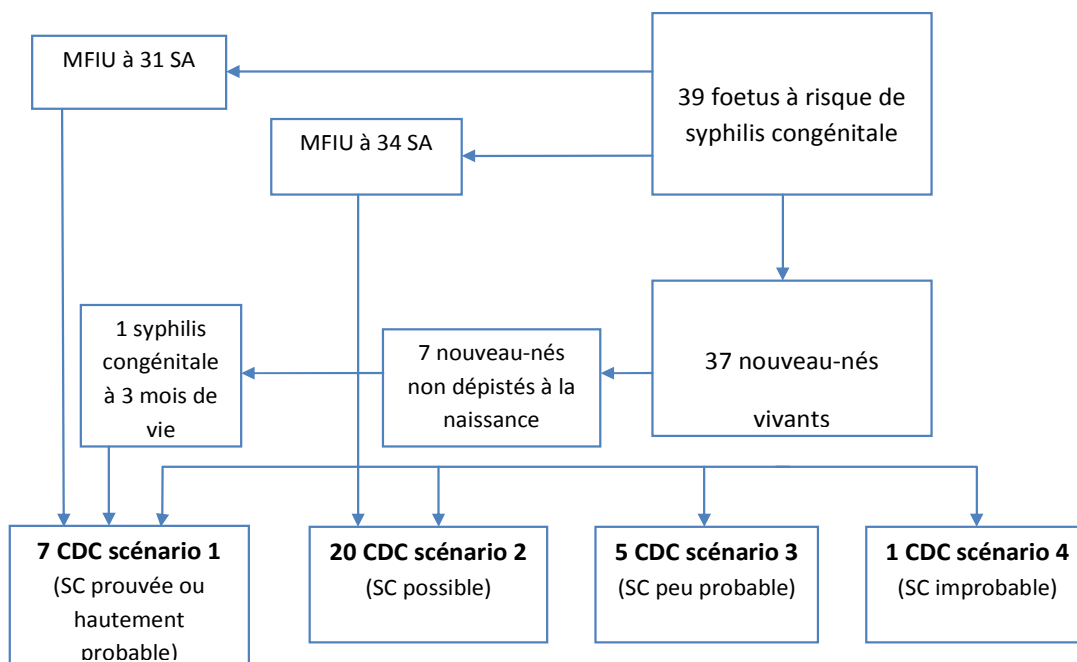 MFIU à 31 SA
39 foetus à risque de
syphilis congénitale
MFIU à 34 SA
1 syphilis
congénitale
à 3 mois de
vie
7 nouveau-nés
non dépistés à la
naissance
37 nouveau-nés
vivants
7 CDC scénario 1
(SC prouvée ou
hautement
probable)
20 CDC scénario 2
(SC possible)
5 CDC scénario 3
(SC peu probable)
1 CDC scénario 4
(SC improbable)